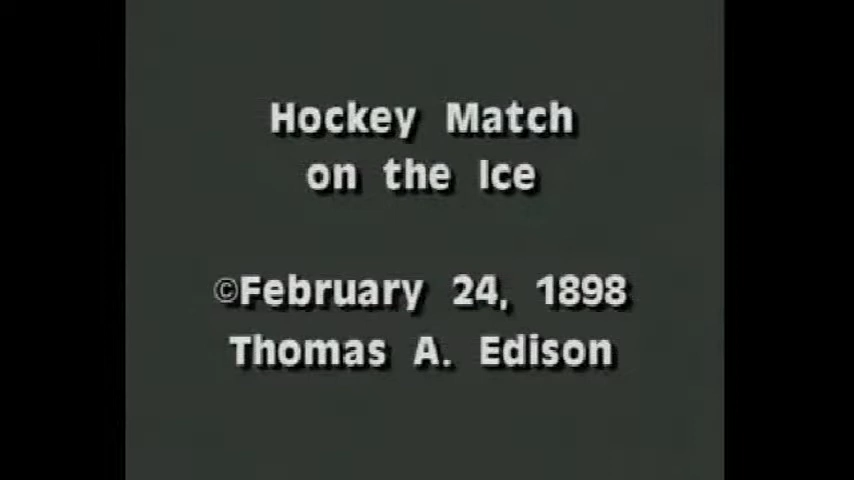 Hockey Match
on the Ice
©February 24, 1898
Thomas A. Edison